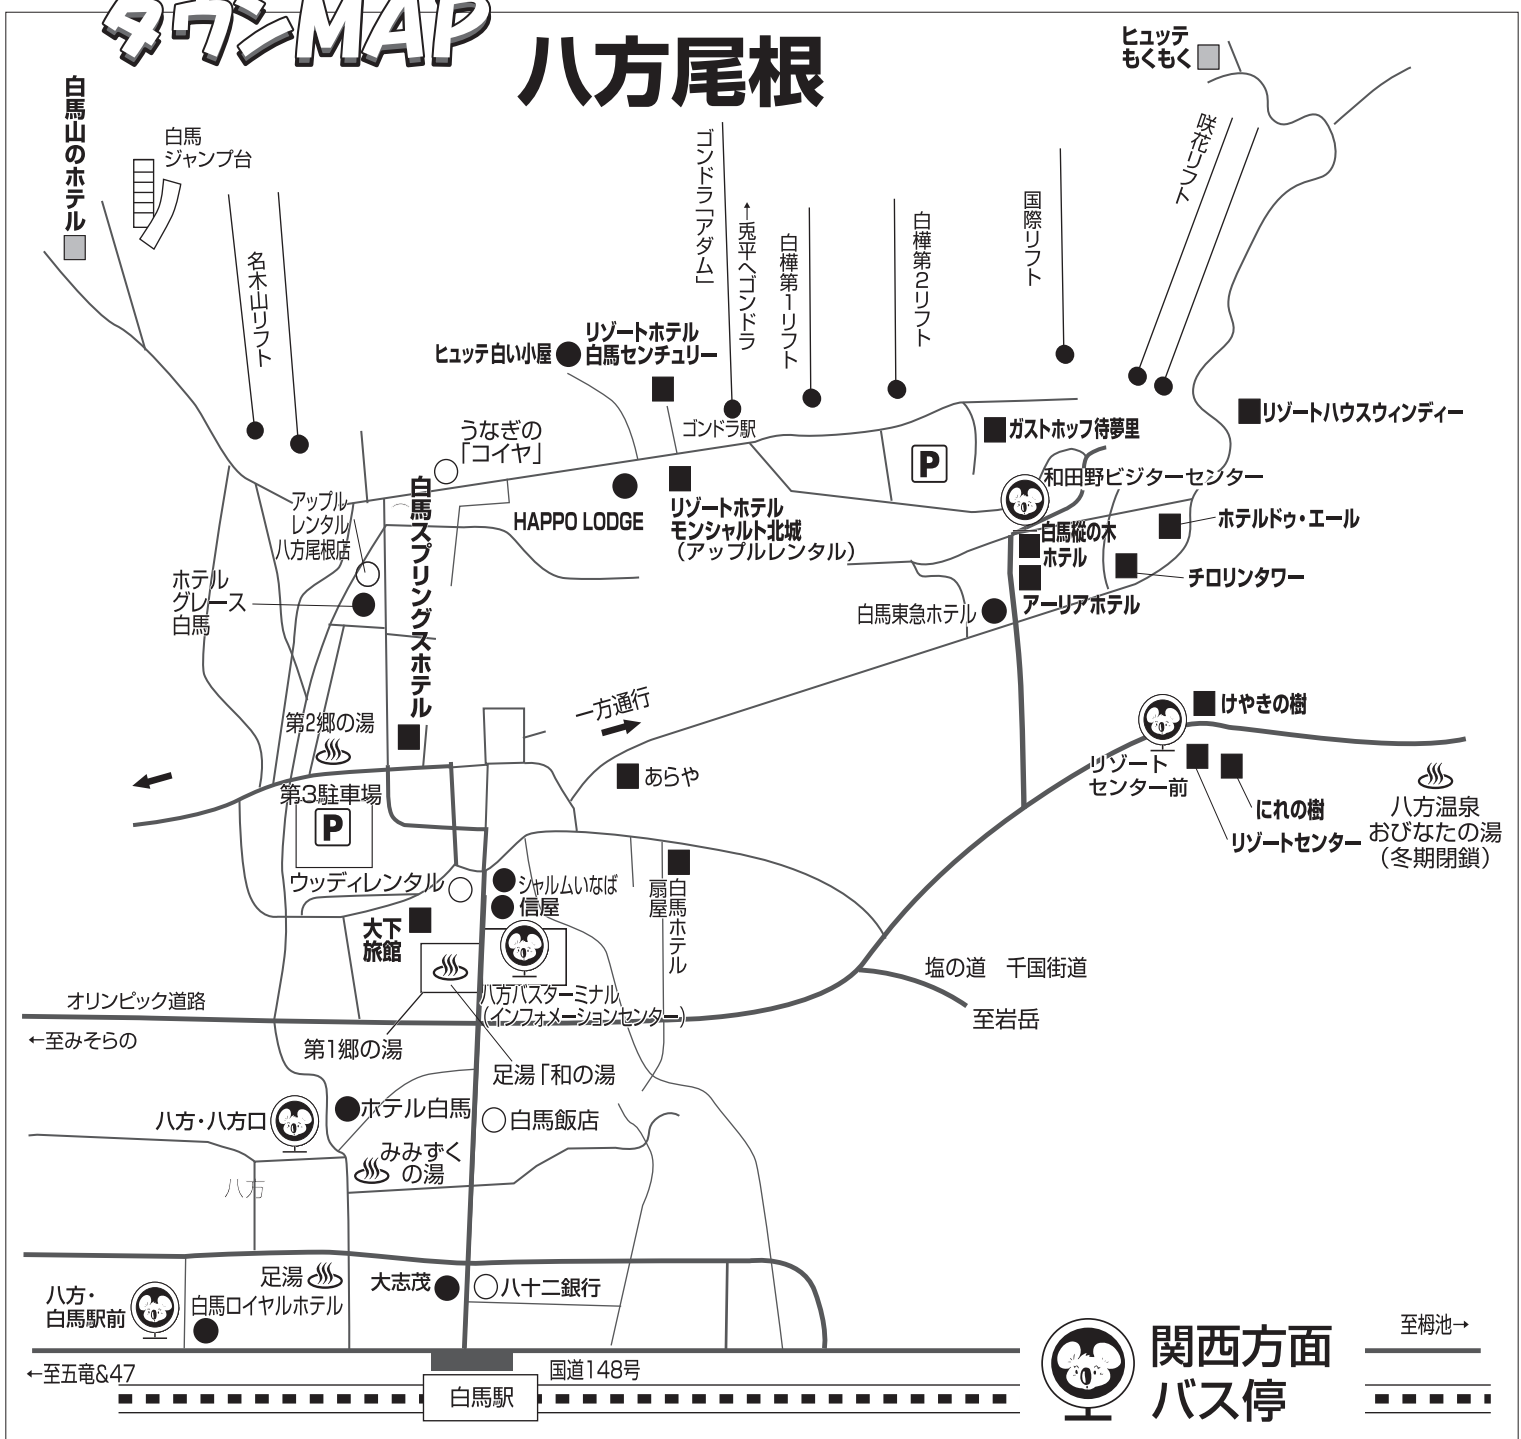 タウンMAP
八方尾根
ヒュッテ
もくもく
白馬山のホテル
白馬
ジャンプ台
名木山リフト
ゴンドラ「アダム」
←兎平へゴンドラ
白樺第1リフト
白樺第2リフト
国際リフト
咲花リフト
ヒュッテ白い小屋
リゾートホテル
白馬センチュリー
ゴンドラ駅
リゾートハウスウィンディー
ガストホッフ待夢里
P
うなぎの
「コイヤ」
和田野ビジターセンター
アップル
レンタル
八方尾根店
白馬スプリングスホテル
HAPPO LODGE
リゾートホテル
モンシャルト北城
（アップルレンタル）
白馬樅の木
ホテル
ホテルドゥ・エール
チロリンタワー
アーリアホテル
白馬東急ホテル
ホテル
グレース
白馬
第2郷の湯
一方通行
あらや
けやきの樹
リゾート
センター前
にれの樹
リゾートセンター
八方温泉
おびなたの湯
（冬期閉鎖）
第3駐車場
P
ウッディレンタル
シャルムいなば
信屋
白馬ホテル
扇屋
大下
旅館
八方バスターミナル
（インフォメーションセンター）
塩の道　千国街道
至岩岳
オリンピック道路
←至みそらの
第1郷の湯
足湯「和の湯
八方・八方口
ホテル白馬
白馬飯店
みみずく
の湯
八方
足湯
大志茂
八十二銀行
八方・
白馬駅前
白馬ロイヤルホテル
←至五竜&47
国道148号
白馬駅
関西方面
バス停
至栂池→